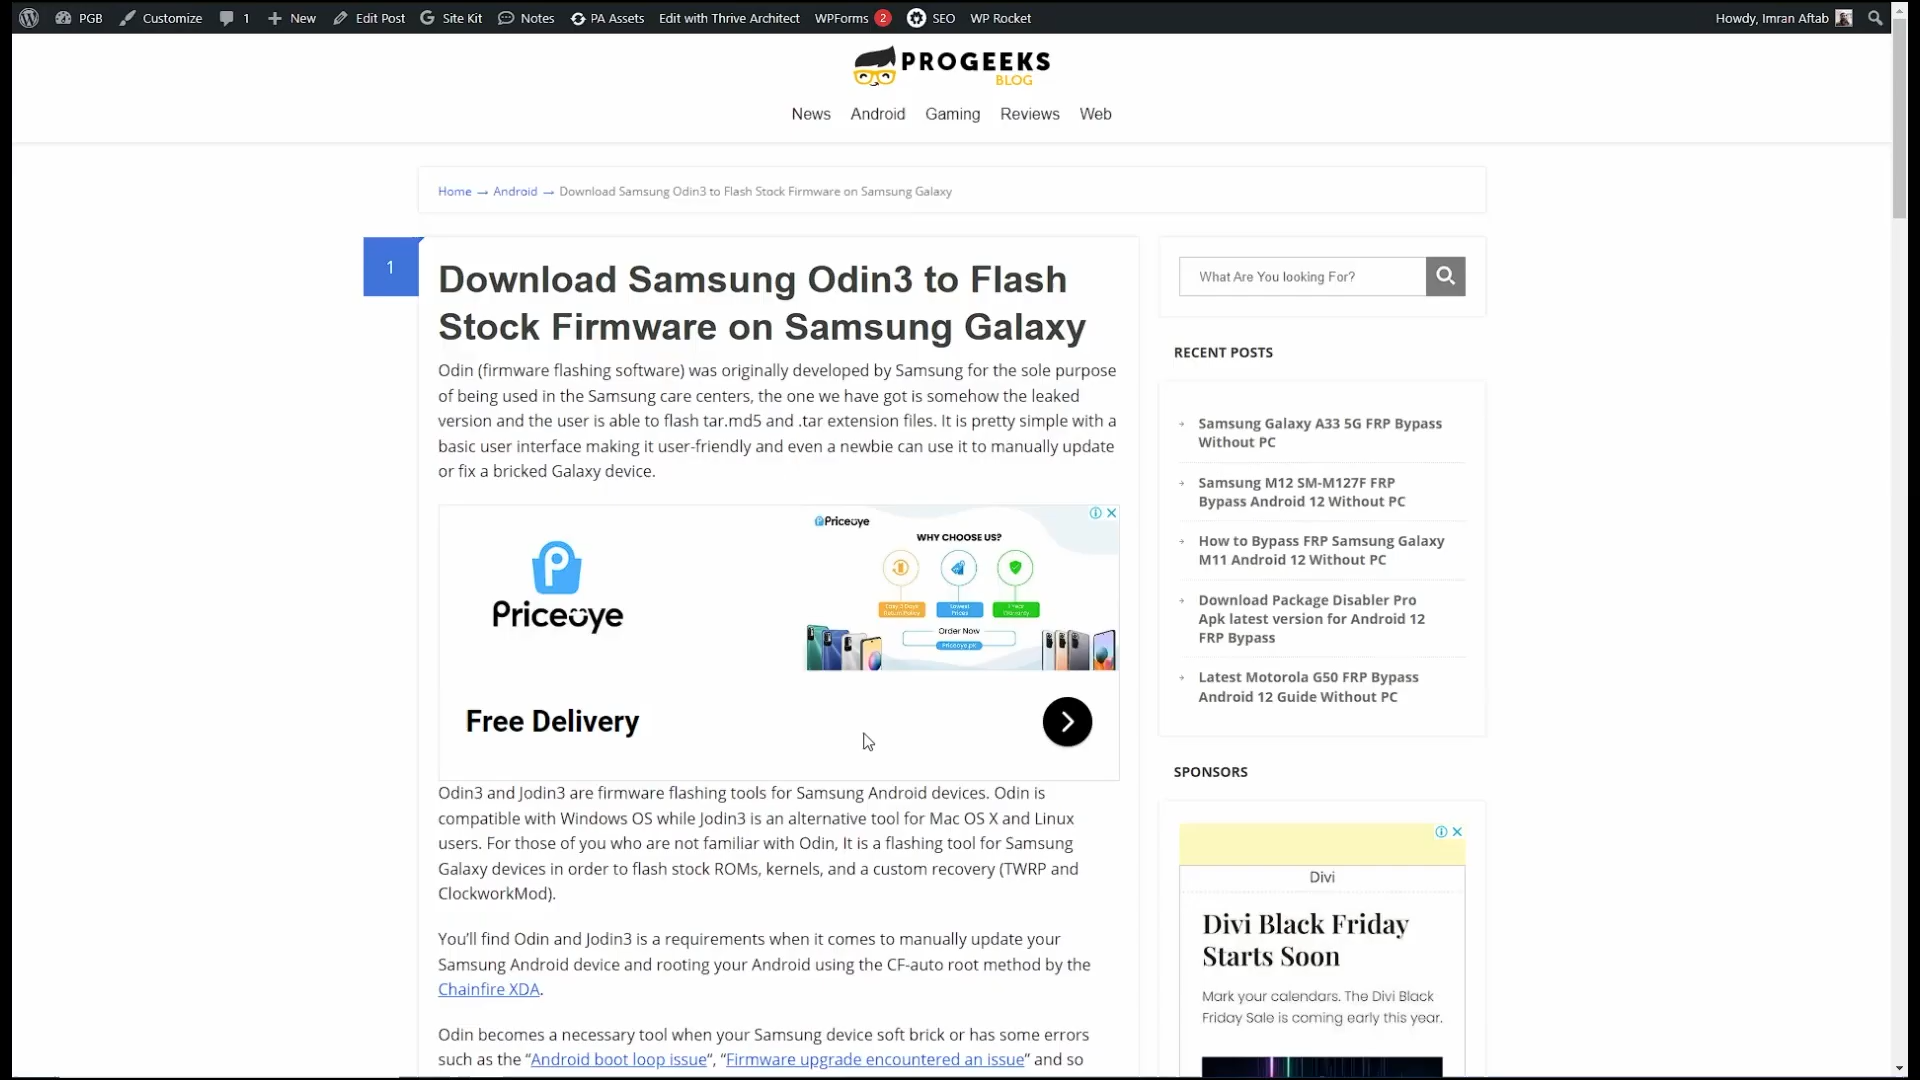 PGB Customize 1 New Edit Post Site Kit Notes PA Assets Edit with Thrive Architect WPForms 2 SEO WP Rocket Howdy, Imran Aftab
PROGEEKS
BLOG
News Android Gaming Reviews Web
Home → Android → Download Samsung Odin3 to Flash Stock Firmware on Samsung Galaxy
1
Download Samsung Odin3 to Flash
Stock Firmware on Samsung Galaxy
Odin (firmware flashing software) was originally developed by Samsung for the sole purpose
of being used in the Samsung care centers, the one we have got is somehow the leaked
version and the user is able to flash tar.md5 and .tar extension files. It is pretty simple with a
basic user interface making it user-friendly and even a newbie can use it to manually update
or fix a bricked Galaxy device.
Priceoye
Priceoye
WHY CHOOSE US?
Lowest
Prices
Order Now
Priceoye.pk
Free Delivery
Odin3 and Jodin3 are firmware flashing tools for Samsung Android devices. Odin is
compatible with Windows OS while Jodin3 is an alternative tool for Mac OS X and Linux
users. For those of you who are not familiar with Odin, It is a flashing tool for Samsung
Galaxy devices in order to flash stock ROMs, kernels, and a custom recovery (TWRP and
ClockworkMod).
You’ll find Odin and Jodin3 is a requirements when it comes to manually update your
Samsung Android device and rooting your Android using the CF-auto root method by the
Chainfire XDA.
Odin becomes a necessary tool when your Samsung device soft brick or has some errors
such as the “Android boot loop issue“, “Firmware upgrade encountered an issue” and so
What Are You looking For?
RECENT POSTS
Samsung Galaxy A33 5G FRP Bypass
Without PC
Samsung M12 SM-M127F FRP
Bypass Android 12 Without PC
How to Bypass FRP Samsung Galaxy
M11 Android 12 Without PC
Download Package Disabler Pro
Apk latest version for Android 12
FRP Bypass
Latest Motorola G50 FRP Bypass
Android 12 Guide Without PC
SPONSORS
Divi
Divi Black Friday
Starts Soon
Mark your calendars. The Divi Black
Friday Sale is coming early this year.